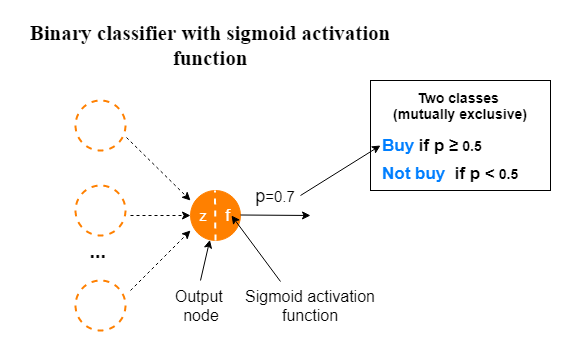 Binary classifier with sigmoid activation
function
Two classes
(mutually exclusive)
Buy if p ≥ 0.5
Not buy if p < 0.5
p=0.7
z f
...
Output
node
Sigmoid activation
function